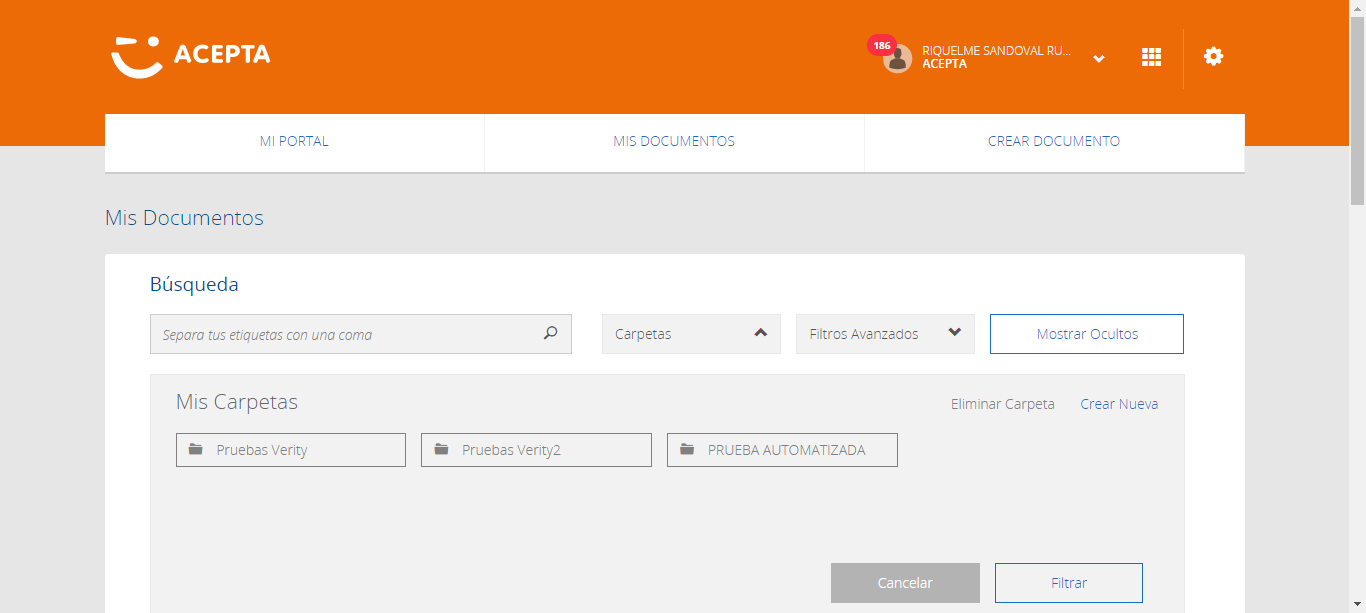 ACEPTA
186
RIQUELME SANDOVAL RU...
ACEPTA
MI PORTAL
MIS DOCUMENTOS
CREAR DOCUMENTO
Mis Documentos
Búsqueda
Separa tus etiquetas con una coma
Carpetas
Filtros Avanzados
Mostrar Ocultos
Mis Carpetas
Eliminar Carpeta
Crear Nueva
Pruebas Verity
Pruebas Verity2
PRUEBA AUTOMATIZADA
Cancelar
Filtrar